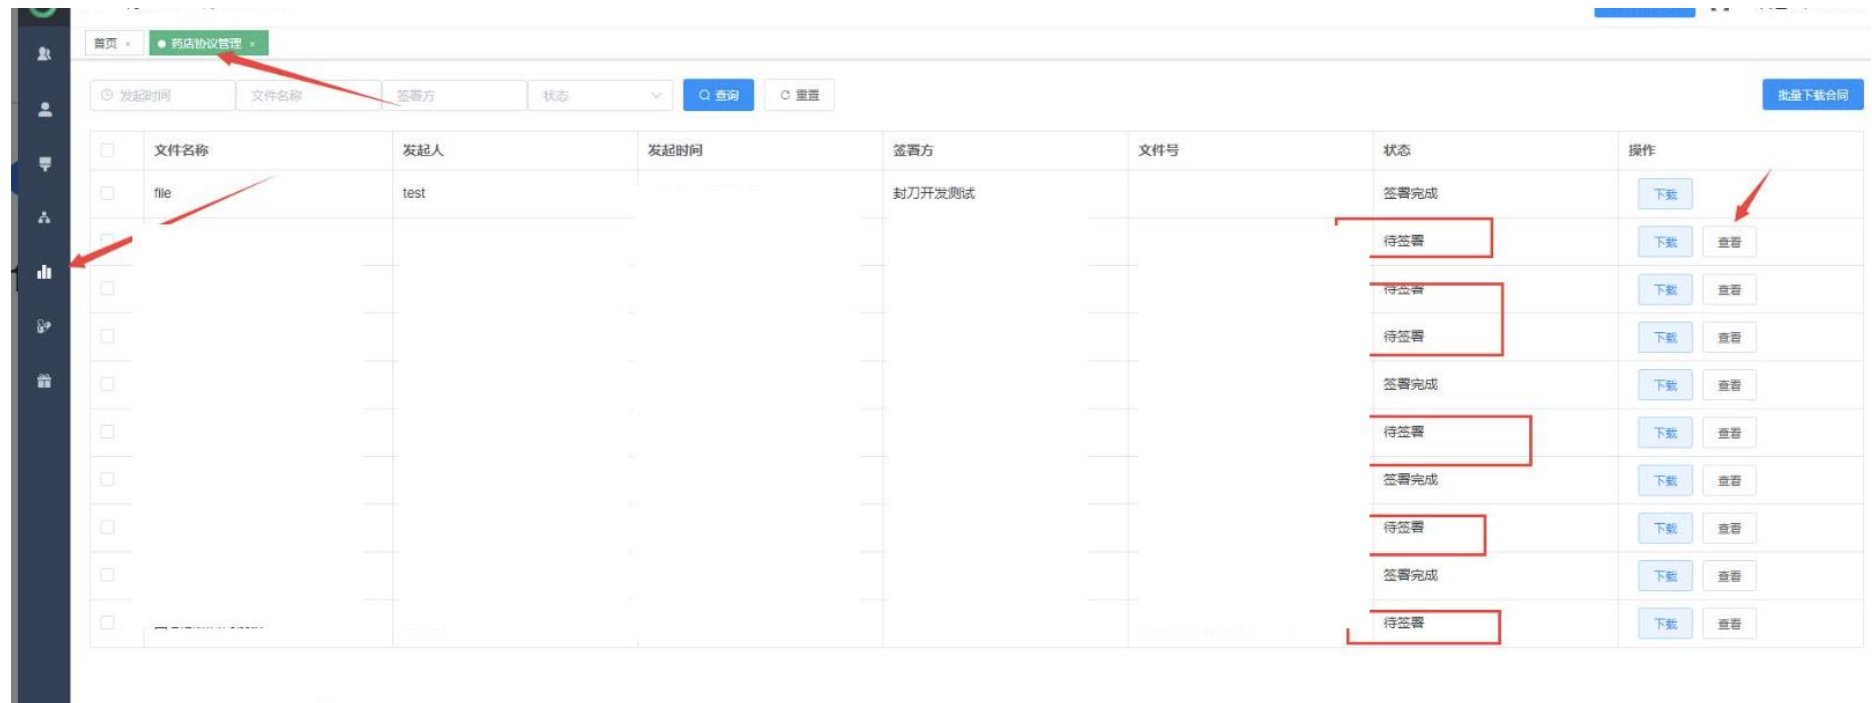 首页 ×
药店协议管理 ×
发起时间 文件名称 签署方 状态 查询 重置 批量下载合同
文件名称 发起人 发起时间 签署方 文件号 状态 操作
file test 封刀开发测试 签署完成 下载
待签署 下载 查看
待签署 下载 查看
待签署 下载 查看
签署完成 下载 查看
待签署 下载 查看
签署完成 下载 查看
待签署 下载 查看
签署完成 下载 查看
待签署 下载 查看